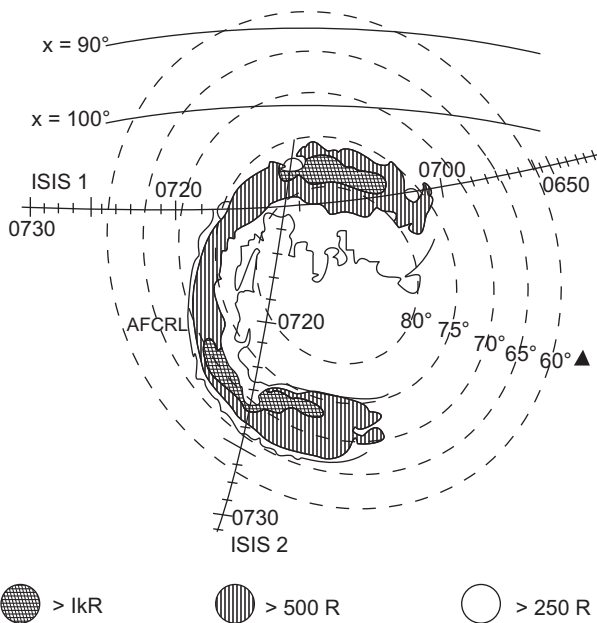 x = 90°
x = 100°
ISIS 1
0720
0700
0650
0730
AFCRL
0720
80°
75°
70°
65°
60°
0730
ISIS 2
> IkR
> 500 R
> 250 R